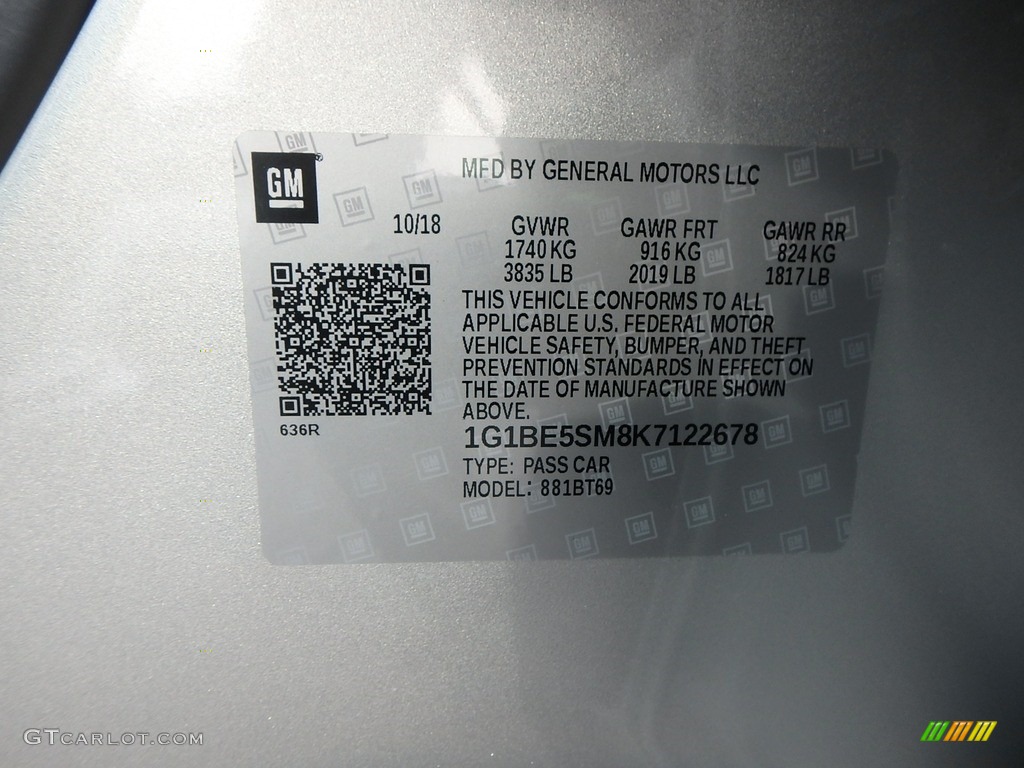 GM
MFD BY GENERAL MOTORS LLC
10/18 GVWR GAWR FRT GAWR RR
1740 KG 916 KG 824 KG
3835 LB 2019 LB 1817 LB
THIS VEHICLE CONFORMS TO ALL
APPLICABLE U.S. FEDERAL MOTOR
VEHICLE SAFETY, BUMPER, AND THEFT
PREVENTION STANDARDS IN EFFECT ON
THE DATE OF MANUFACTURE SHOWN
ABOVE.
636R
1G1BE5SM8K7122678
TYPE: PASS CAR
MODEL: 881BT69
GTCARLOT.COM